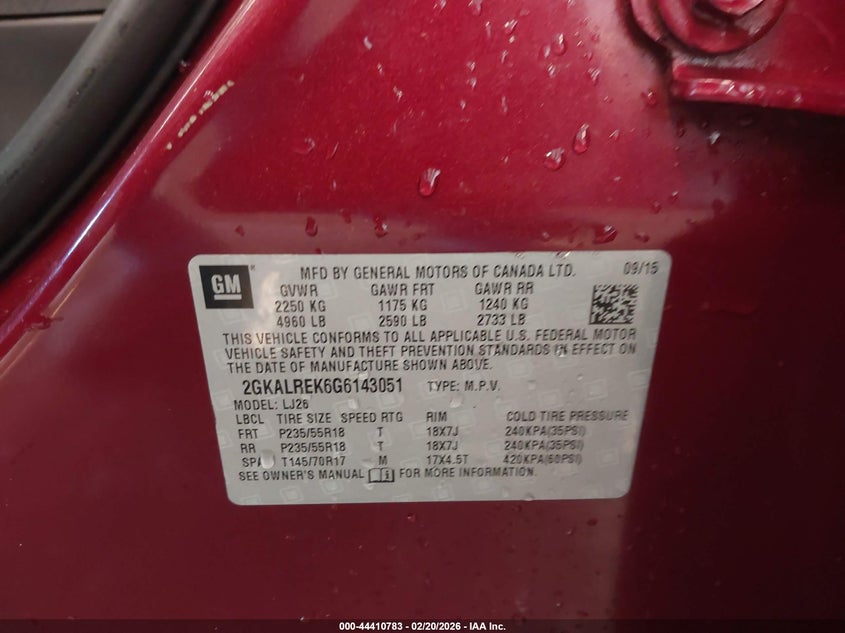 GM
®
MFD BY GENERAL MOTORS OF CANADA LTD. 09/15
GVWR GAWR FRT GAWR RR
2250 KG 1175 KG 1240 KG
4960 LB 2590 LB 2733 LB
THIS VEHICLE CONFORMS TO ALL APPLICABLE U.S. FEDERAL MOTOR
VEHICLE SAFETY AND THEFT PREVENTION STANDARDS IN EFFECT ON
THE DATE OF MANUFACTURE SHOWN ABOVE.
2GKALREK6G6143051 TYPE: M.P.V.
MODEL: LJ26
LBCL TIRE SIZE SPEED RTG RIM COLD TIRE PRESSURE
FRT P235/55R18 T 18X7J 240KPA(35PSI)
RR P235/55R18 T 18X7J 240KPA(35PSI)
SPA T145/70R17 M 17X4.5T 420KPA(60PSI)
SEE OWNER'S MANUAL i FOR MORE INFORMATION.
000-44410783 - 02/20/2026 - IAA Inc.